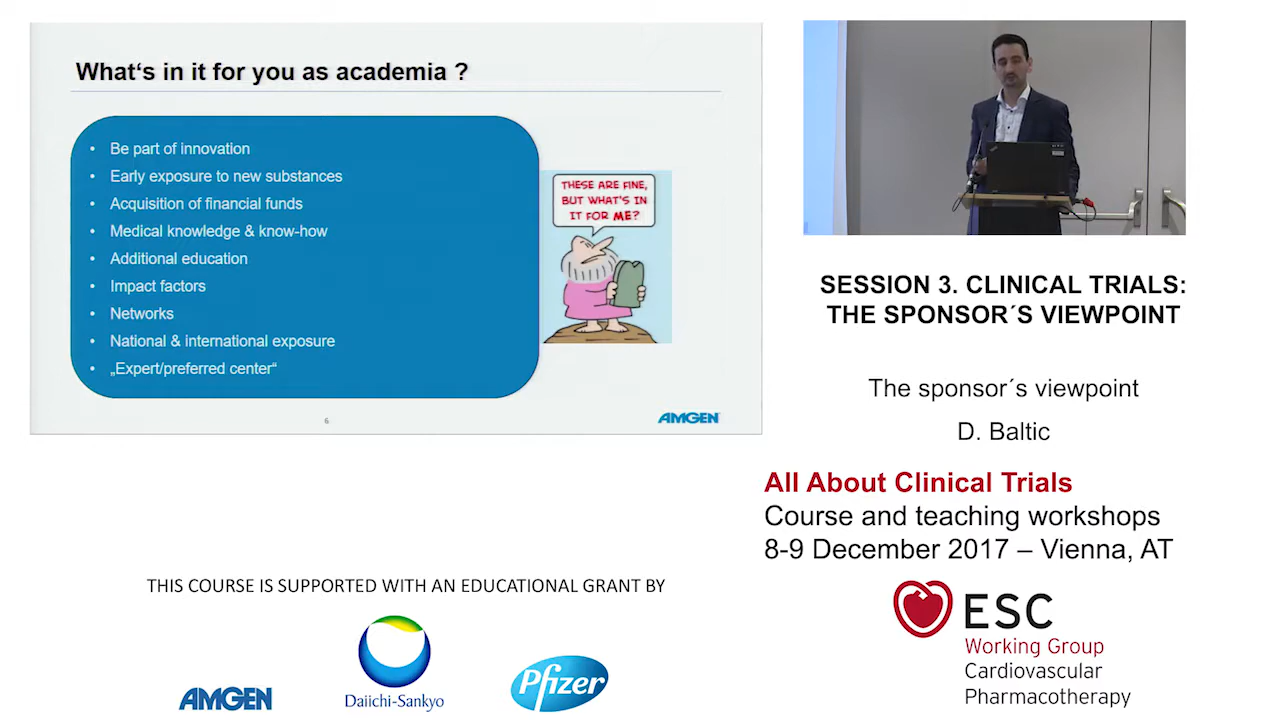 What‘s in it for you as academia ?
• Be part of innovation
• Early exposure to new substances
• Acquisition of financial funds
• Medical knowledge & know-how
• Additional education
• Impact factors
• Networks
• National & international exposure
• „Expert/preferred center“
THESE ARE FINE,
BUT WHAT'S IN
IT FOR ME?
6
AMGEN
SESSION 3. CLINICAL TRIALS:
THE SPONSOR´S VIEWPOINT
The sponsor´s viewpoint
D. Baltic
All About Clinical Trials
Course and teaching workshops
8-9 December 2017 – Vienna, AT
THIS COURSE IS SUPPORTED WITH AN EDUCATIONAL GRANT BY
AMGEN
Daiichi-Sankyo
Pfizer
ESC
Working Group
Cardiovascular
Pharmacotherapy